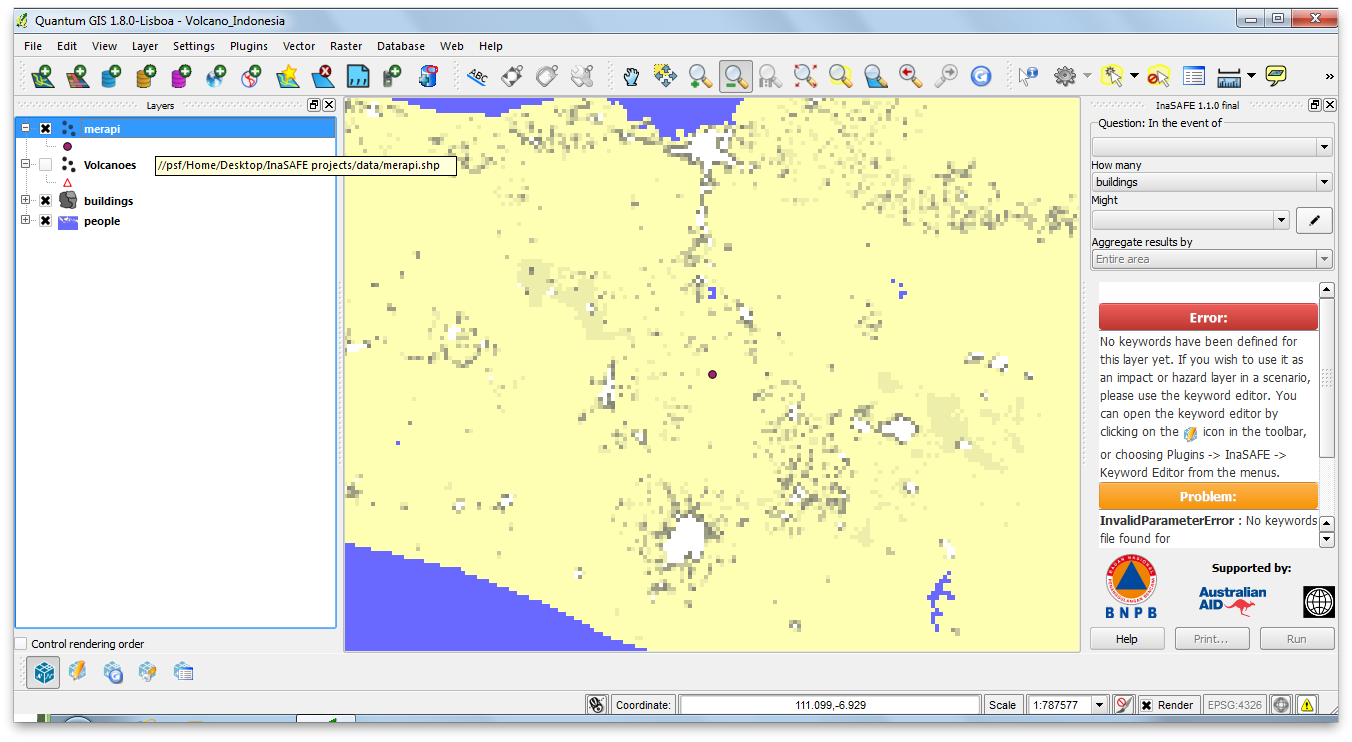 Quantum GIS 1.8.0-Lisboa - Volcano_Indonesia
File Edit View Layer Settings Plugins Vector Raster Database Web Help
ABC
»
Layers
merapi
Volcanoes
//psf/Home/Desktop/InaSAFE projects/data/merapi.shp
buildings
people
Control rendering order
InaSAFE 1.1.0 final
Question: In the event of
How many
buildings
Might
Aggregate results by
Entire area
Error:
No keywords have been defined for
this layer yet. If you wish to use it as
an impact or hazard layer in a scenario,
please use the keyword editor. You
can open the keyword editor by
clicking on the icon in the toolbar,
or choosing Plugins -> InaSAFE ->
Keyword Editor from the menus.
Problem:
InvalidParameterError : No keywords
file found for
BNPB
Supported by:
Australian
AID
Help Print... Run
Coordinate: 111.099,-6.929 Scale 1:787577 Render EPSG:4326